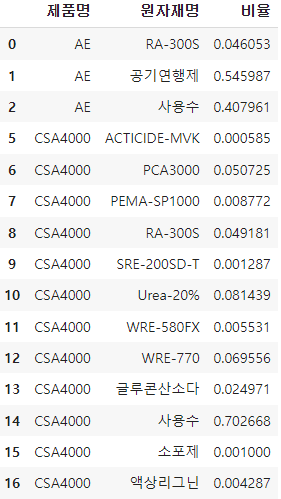 제품명 원자재명 비율
0 AE RA-300S 0.046053
1 AE 공기연행제 0.545987
2 AE 사용수 0.407961
5 CSA4000 ACTICIDE-MVK 0.000585
6 CSA4000 PCA3000 0.050725
7 CSA4000 PEMA-SP1000 0.008772
8 CSA4000 RA-300S 0.049181
9 CSA4000 SRE-200SD-T 0.001287
10 CSA4000 Urea-20% 0.081439
11 CSA4000 WRE-580FX 0.005531
12 CSA4000 WRE-770 0.069556
13 CSA4000 글루콘산소다 0.024971
14 CSA4000 사용수 0.702668
15 CSA4000 소포제 0.001000
16 CSA4000 액상리그닌 0.004287